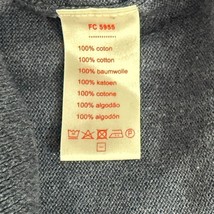 FC 5955
100% coton
100% cotton
100% baumwolle
100% katoen
100% cotone
100% algodão
100% algodón